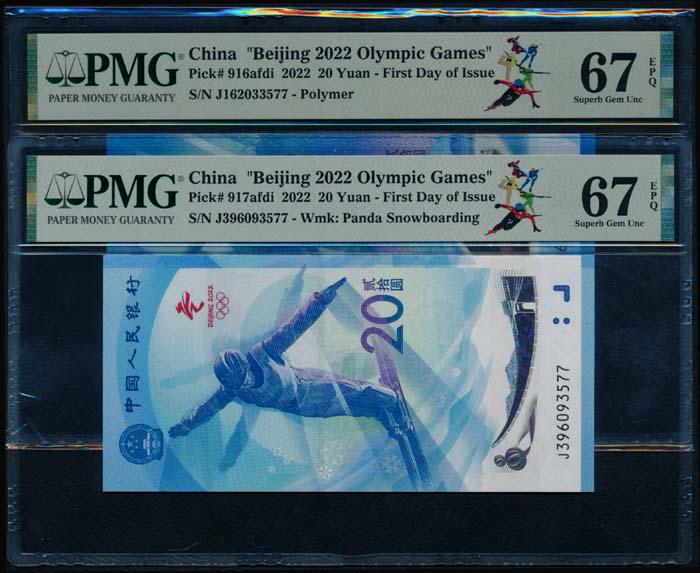 PMG®
PAPER MONEY GUARANTY
China "Beijing 2022 Olympic Games"
Pick# 916afdi 2022 20 Yuan - First Day of Issue
S/N J162033577 - Polymer
67
EPQ
Superb Gem Unc
PMG®
PAPER MONEY GUARANTY
China "Beijing 2022 Olympic Games"
Pick# 917afdi 2022 20 Yuan - First Day of Issue
S/N J396093577 - Wmk: Panda Snowboarding
67
EPQ
Superb Gem Unc
中国人民银行
BEIJING 2022
20
贰拾圆
J396093577